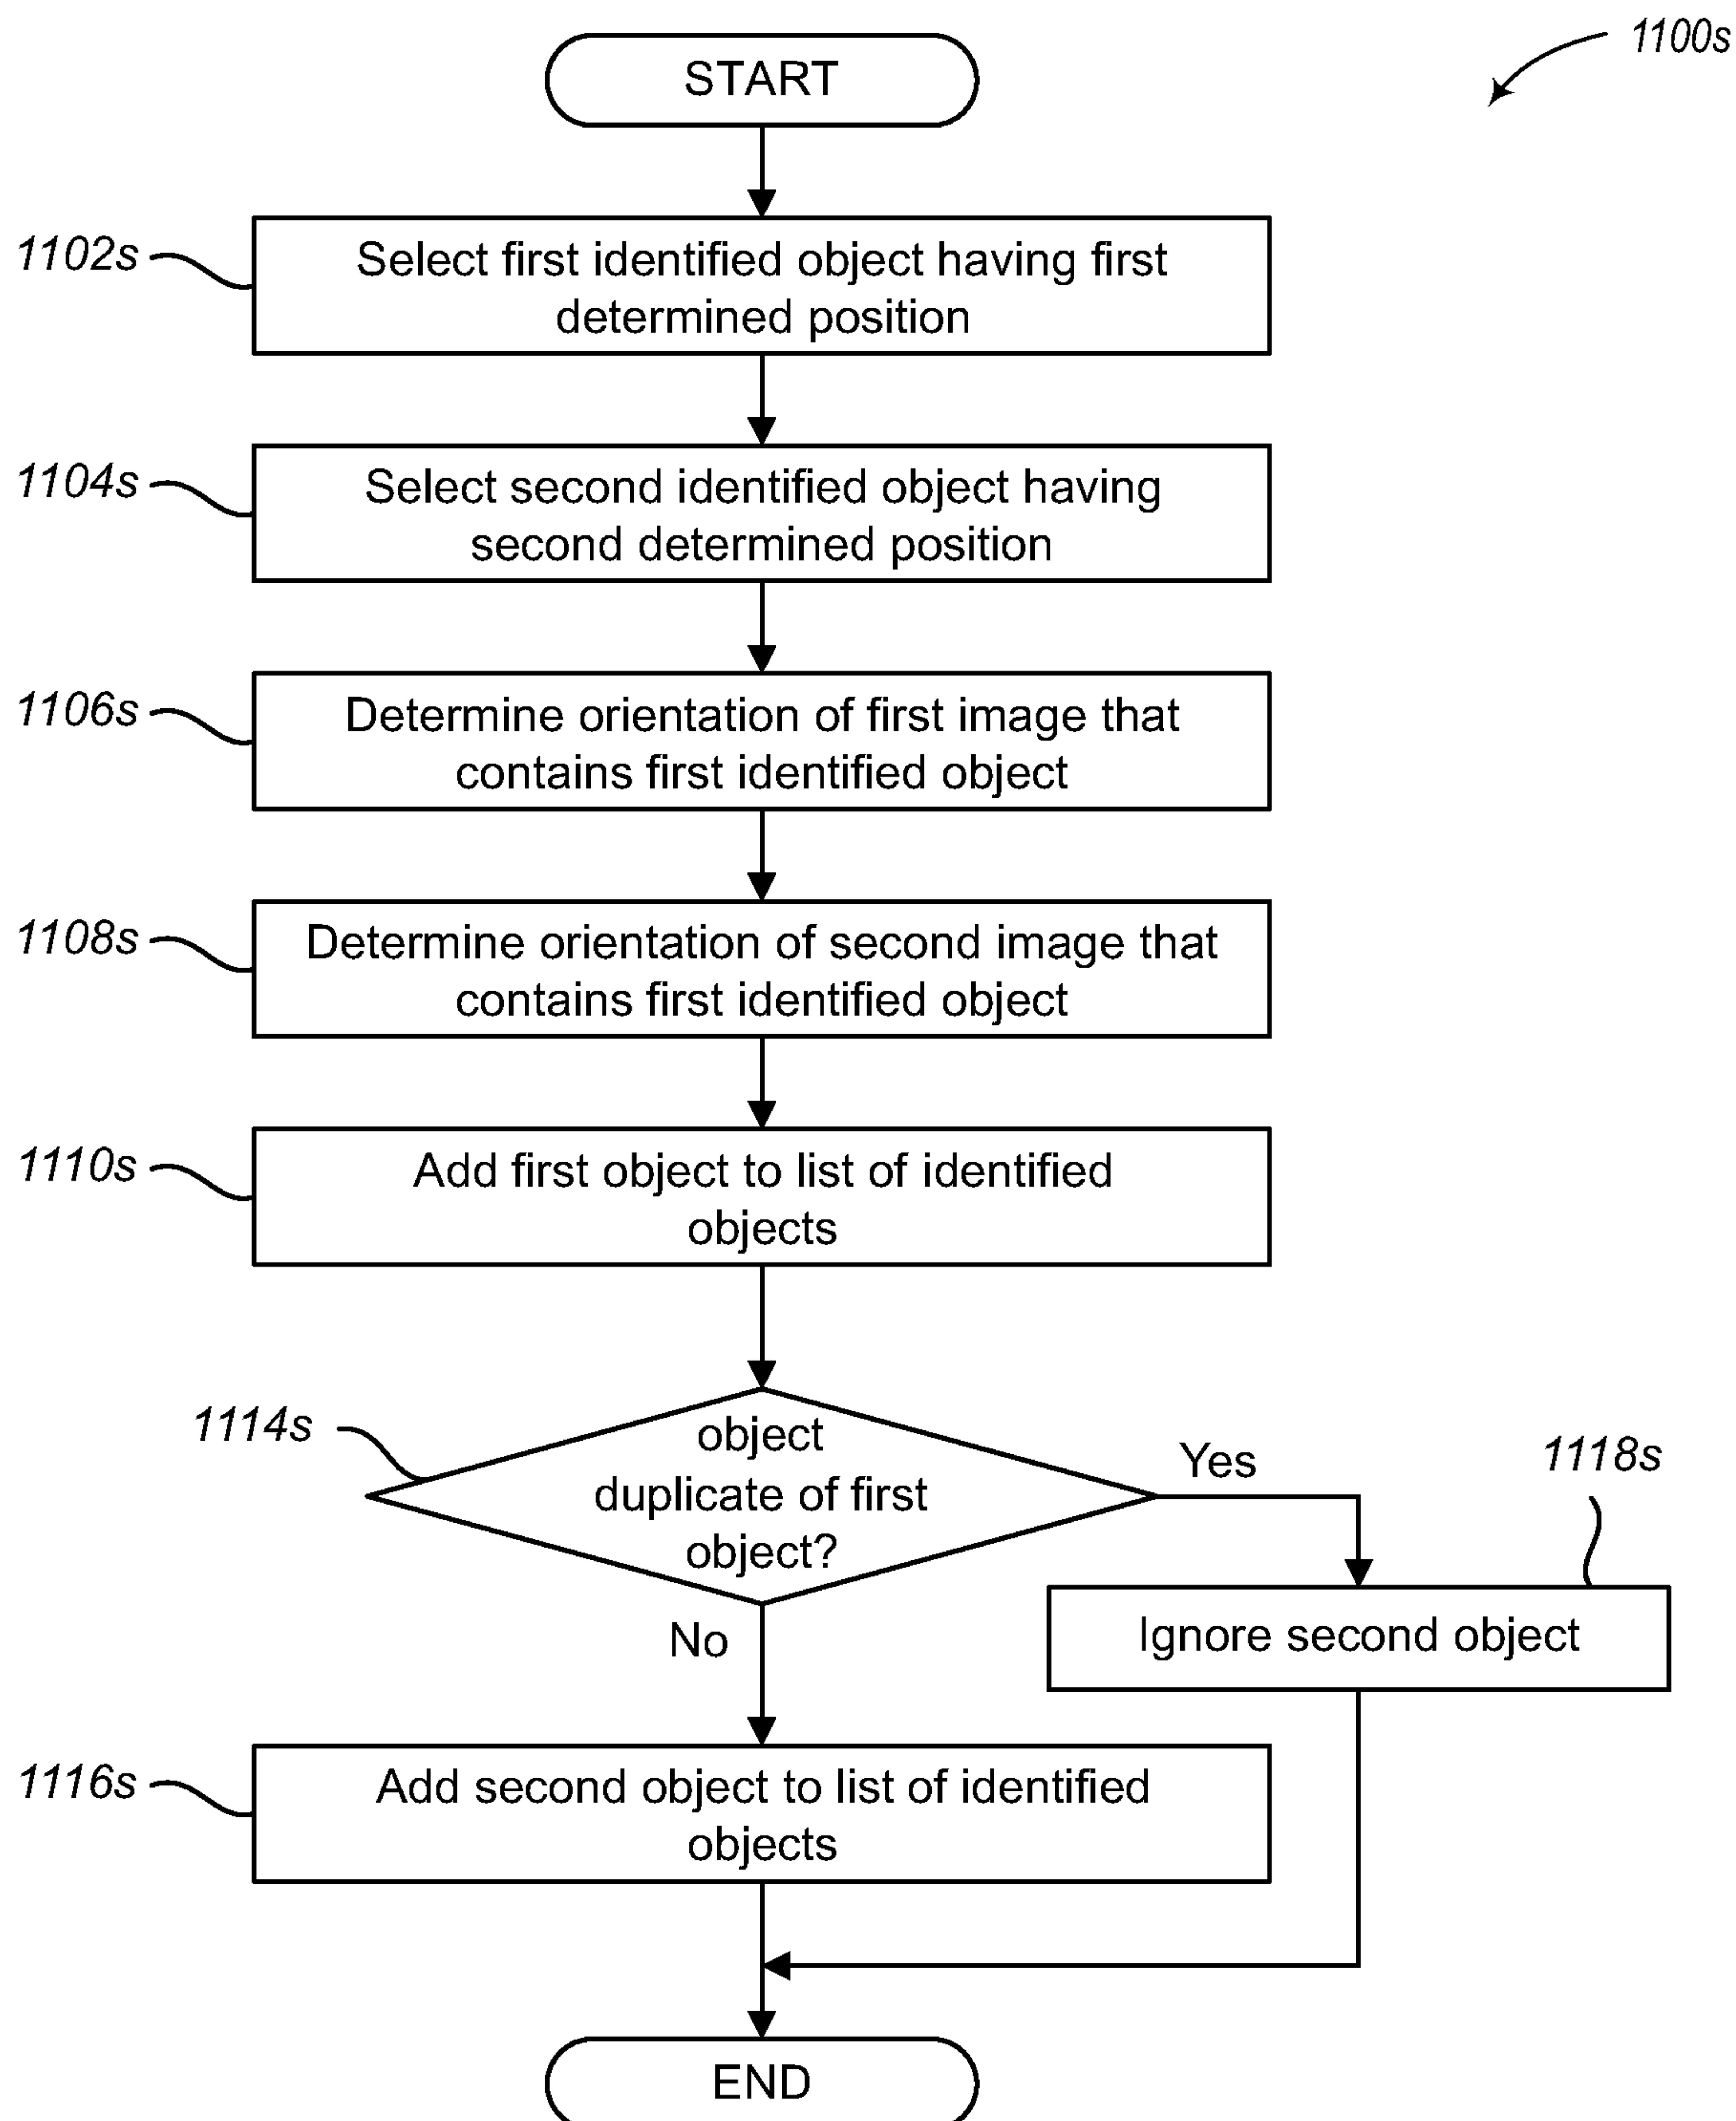 1100s
START
1102s
Select first identified object having first
determined position
1104s
Select second identified object having
second determined position
1106s
Determine orientation of first image that
contains first identified object
1108s
Determine orientation of second image that
contains first identified object
1110s
Add first object to list of identified
objects
1114s
object
duplicate of first
object?
Yes
1118s
Ignore second object
No
1116s
Add second object to list of identified
objects
END